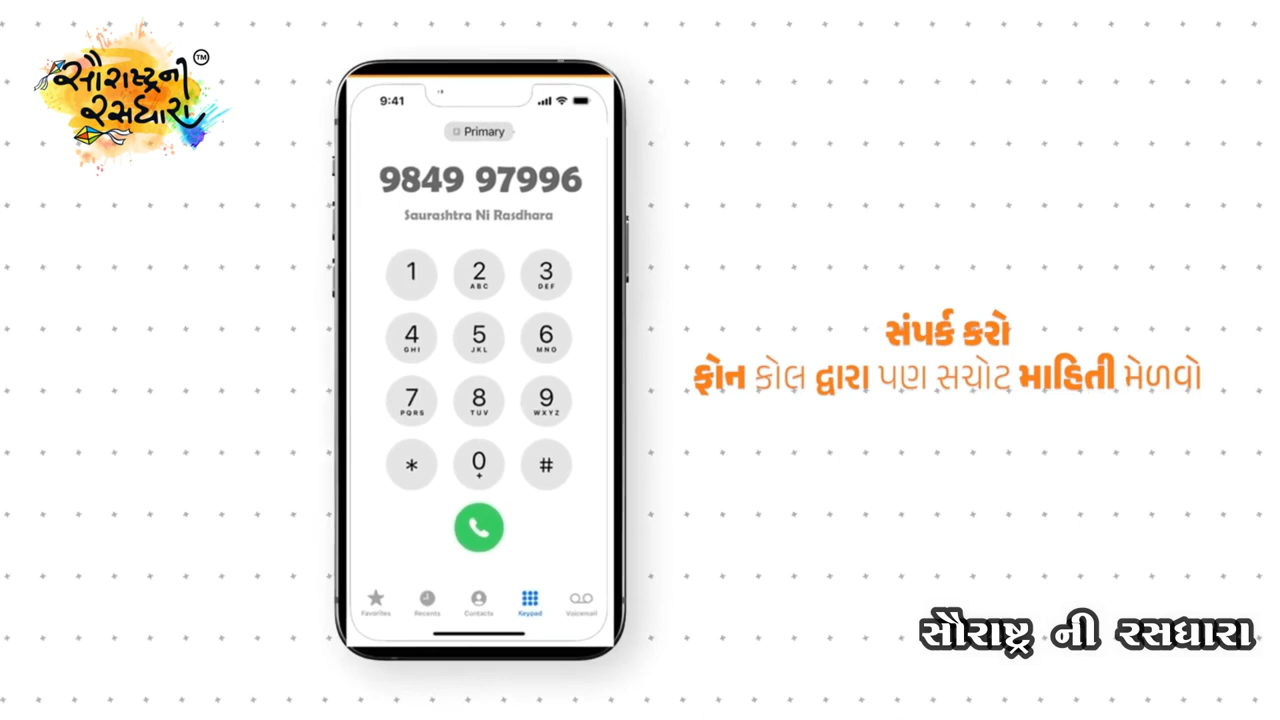 સૌરાષ્ટ્રની
રસધારા
TM
9:41
Primary
9849 97996
Saurashtra Ni Rasdhara
1
2
ABC
3
DEF
4
GHI
5
JKL
6
MNO
7
PQRS
8
TUV
9
WXYZ
*
0
+
#
Favorites
Recents
Contacts
Keypad
Voicemail
સંપર્ક કરો
ફોન કોલ દ્વારા પણ સચોટ માહિતી મેળવો
સૌરાષ્ટ્ર ની રસધારા